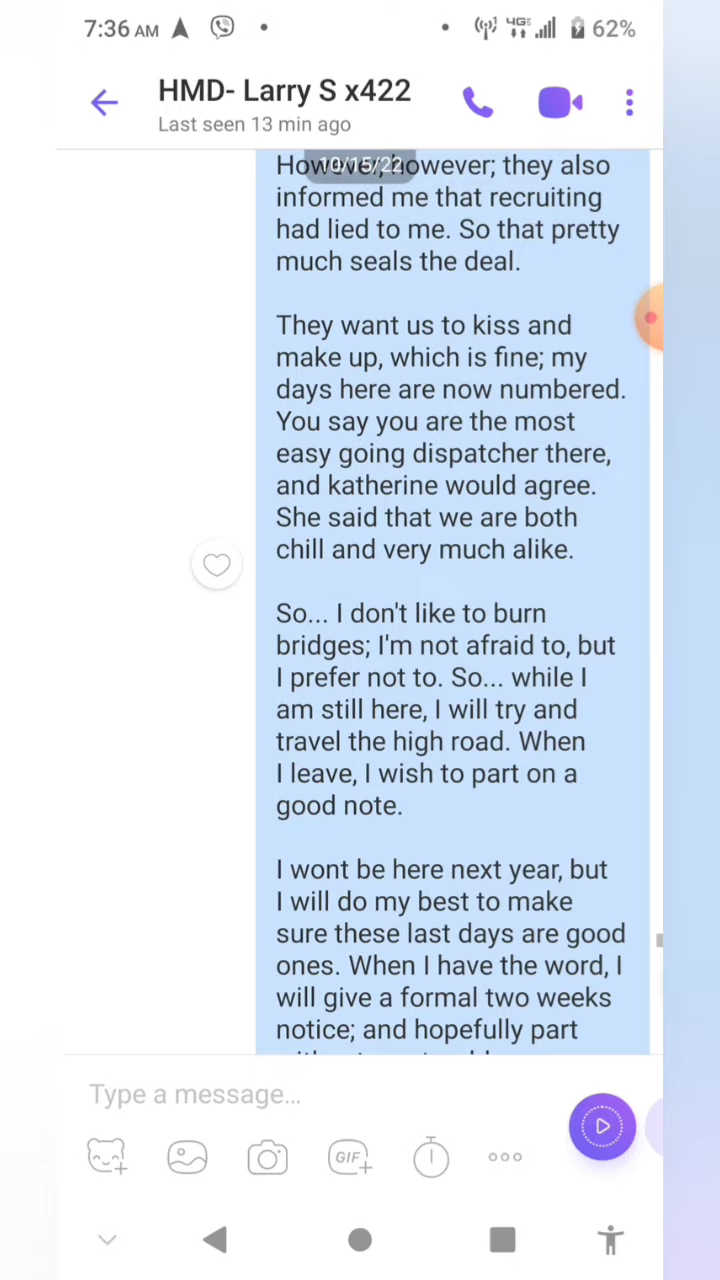 7:36 AM
4G
62%
HMD- Larry S x422
Last seen 13 min ago
10/15/22
however; they also
informed me that recruiting
had lied to me. So that pretty
much seals the deal.
They want us to kiss and
make up, which is fine; my
days here are now numbered.
You say you are the most
easy going dispatcher there,
and katherine would agree.
She said that we are both
chill and very much alike.
So... I don't like to burn
bridges; I'm not afraid to, but
I prefer not to. So... while I
am still here, I will try and
travel the high road. When
I leave, I wish to part on a
good note.
I wont be here next year, but
I will do my best to make
sure these last days are good
ones. When I have the word, I
will give a formal two weeks
notice; and hopefully part
Type a message...
GIF